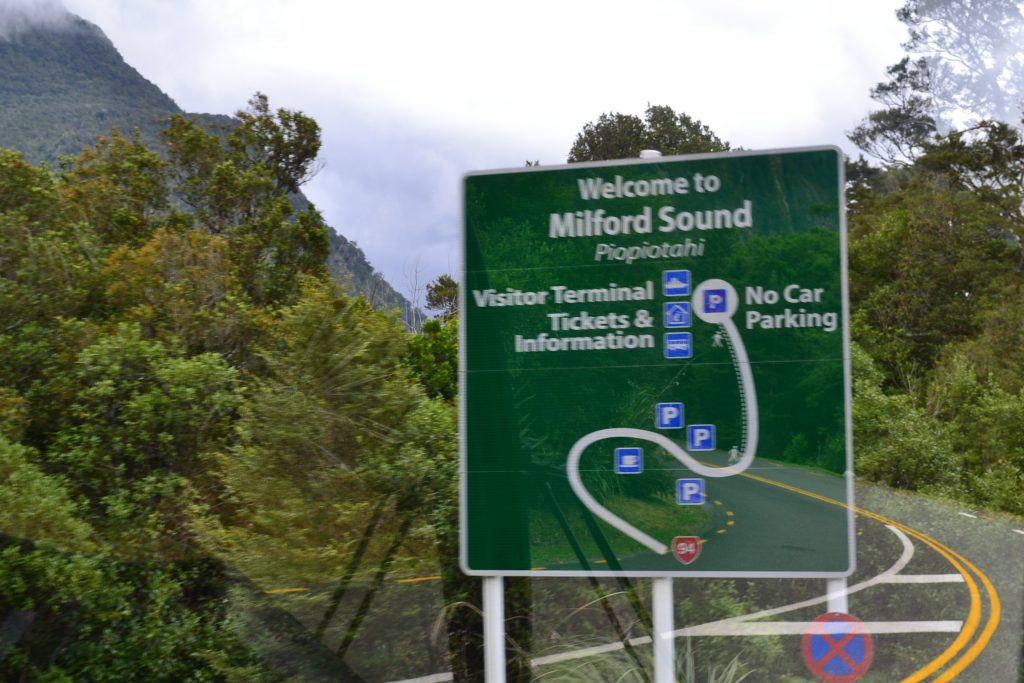 Welcome to
Milford Sound
Piopiotahi
Visitor Terminal
Tickets &
Information
P
No Car
Parking
P
P
P
94